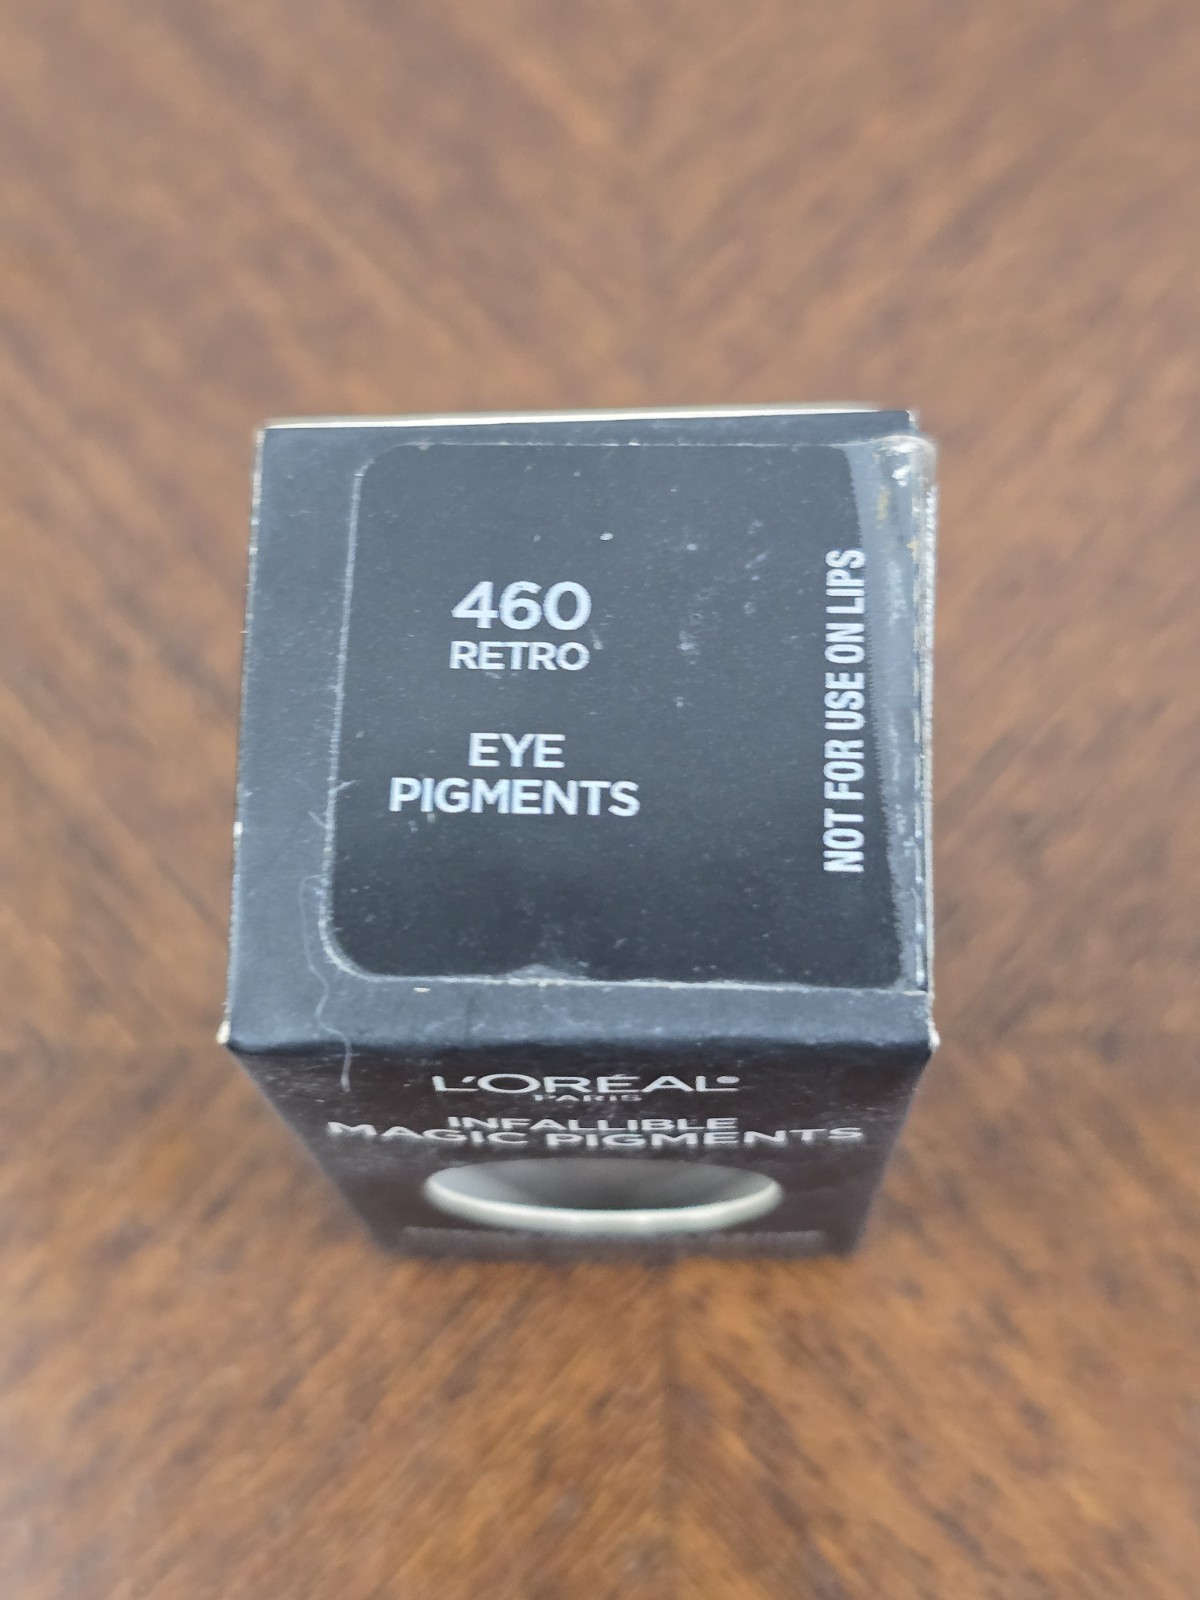 460
RETRO
EYE
PIGMENTS
NOT FOR USE ON LIPS
L'ORÉAL®
PARIS
INFALLIBLE
MAGIC PIGMENTS